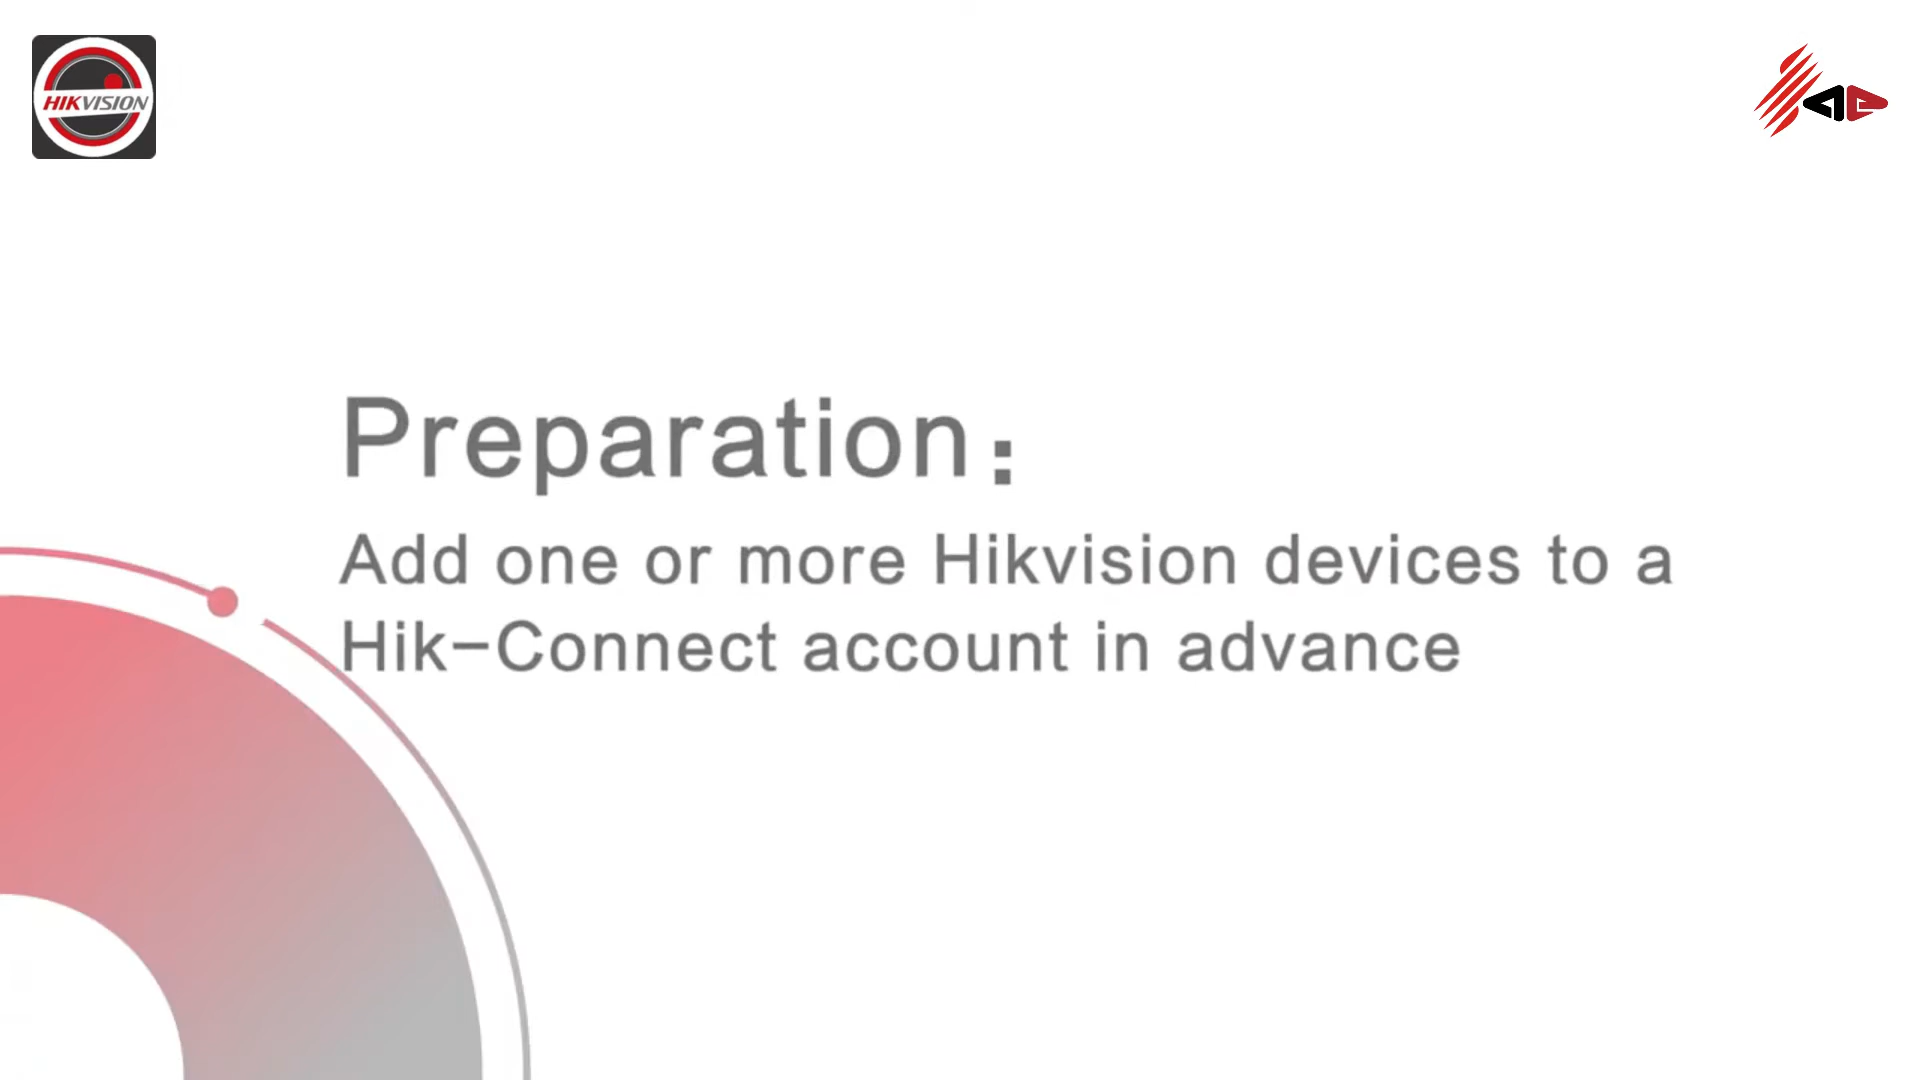 HIKVISION
Preparation:
Add one or more Hikvision devices to a
Hik-Connect account in advance